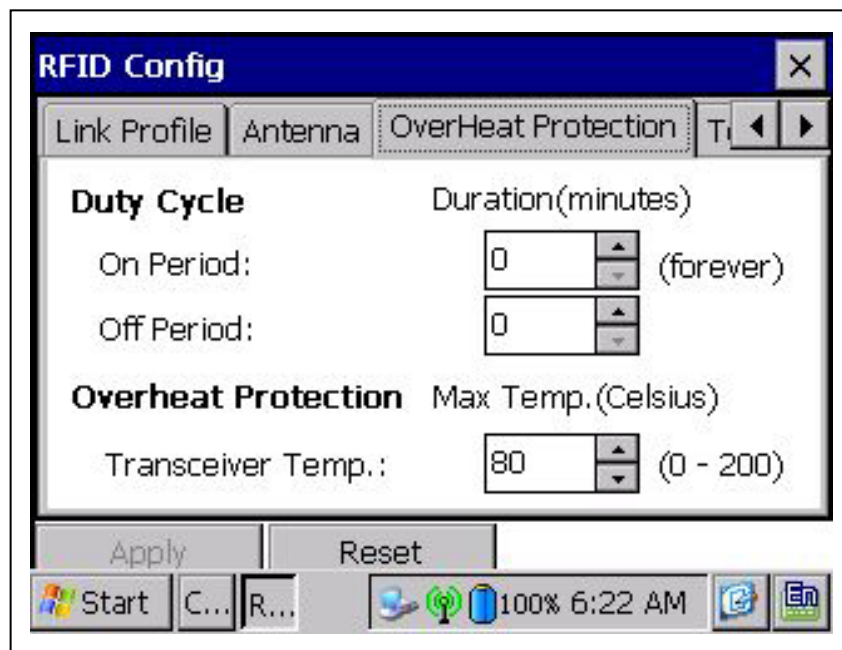 RFID Config
Link Profile Antenna OverHeat Protection
Duty Cycle Duration(minutes)
On Period: 0 (forever)
Off Period: 0
Overheat Protection Max Temp.(Celsius)
Transceiver Temp.: 80 (0 - 200)
Apply Reset
Start C... R... 100% 6:22 AM En